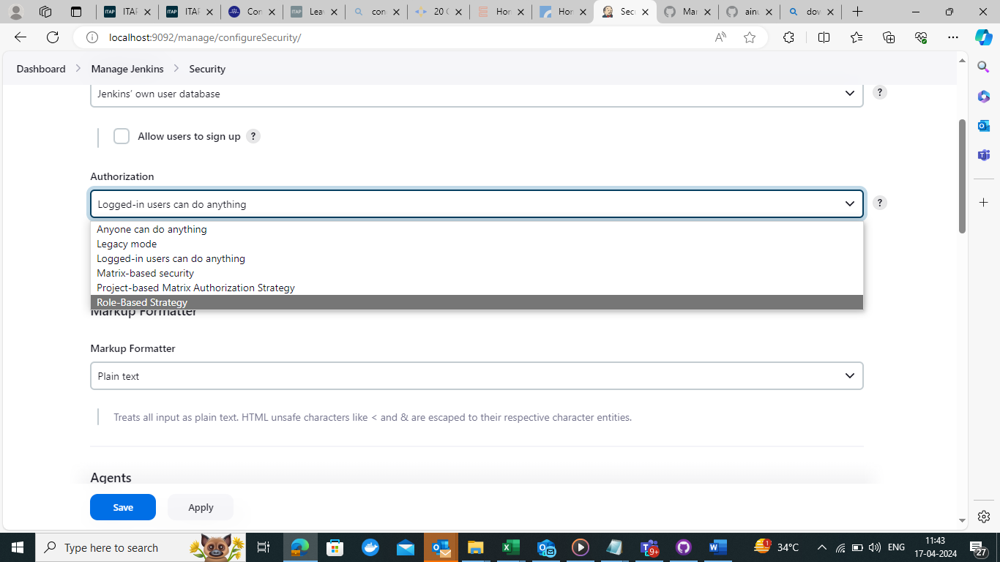 ITAP
ITAP
Con
Lea
con
20 C
Hor
Hor
Sec
Mar
ainu
dov
localhost:9092/manage/configureSecurity/
Dashboard
Manage Jenkins
Security
Jenkins' own user database
?
Allow users to sign up ?
Authorization
Logged-in users can do anything
?
Anyone can do anything
Legacy mode
Logged-in users can do anything
Matrix-based security
Project-based Matrix Authorization Strategy
Role-Based Strategy
Markup Formatter
Markup Formatter
Plain text
Treats all input as plain text. HTML unsafe characters like < and & are escaped to their respective character entities.
Agents
Save
Apply
Type here to search
9+
1
34°C
ENG
11:43
17-04-2024
27